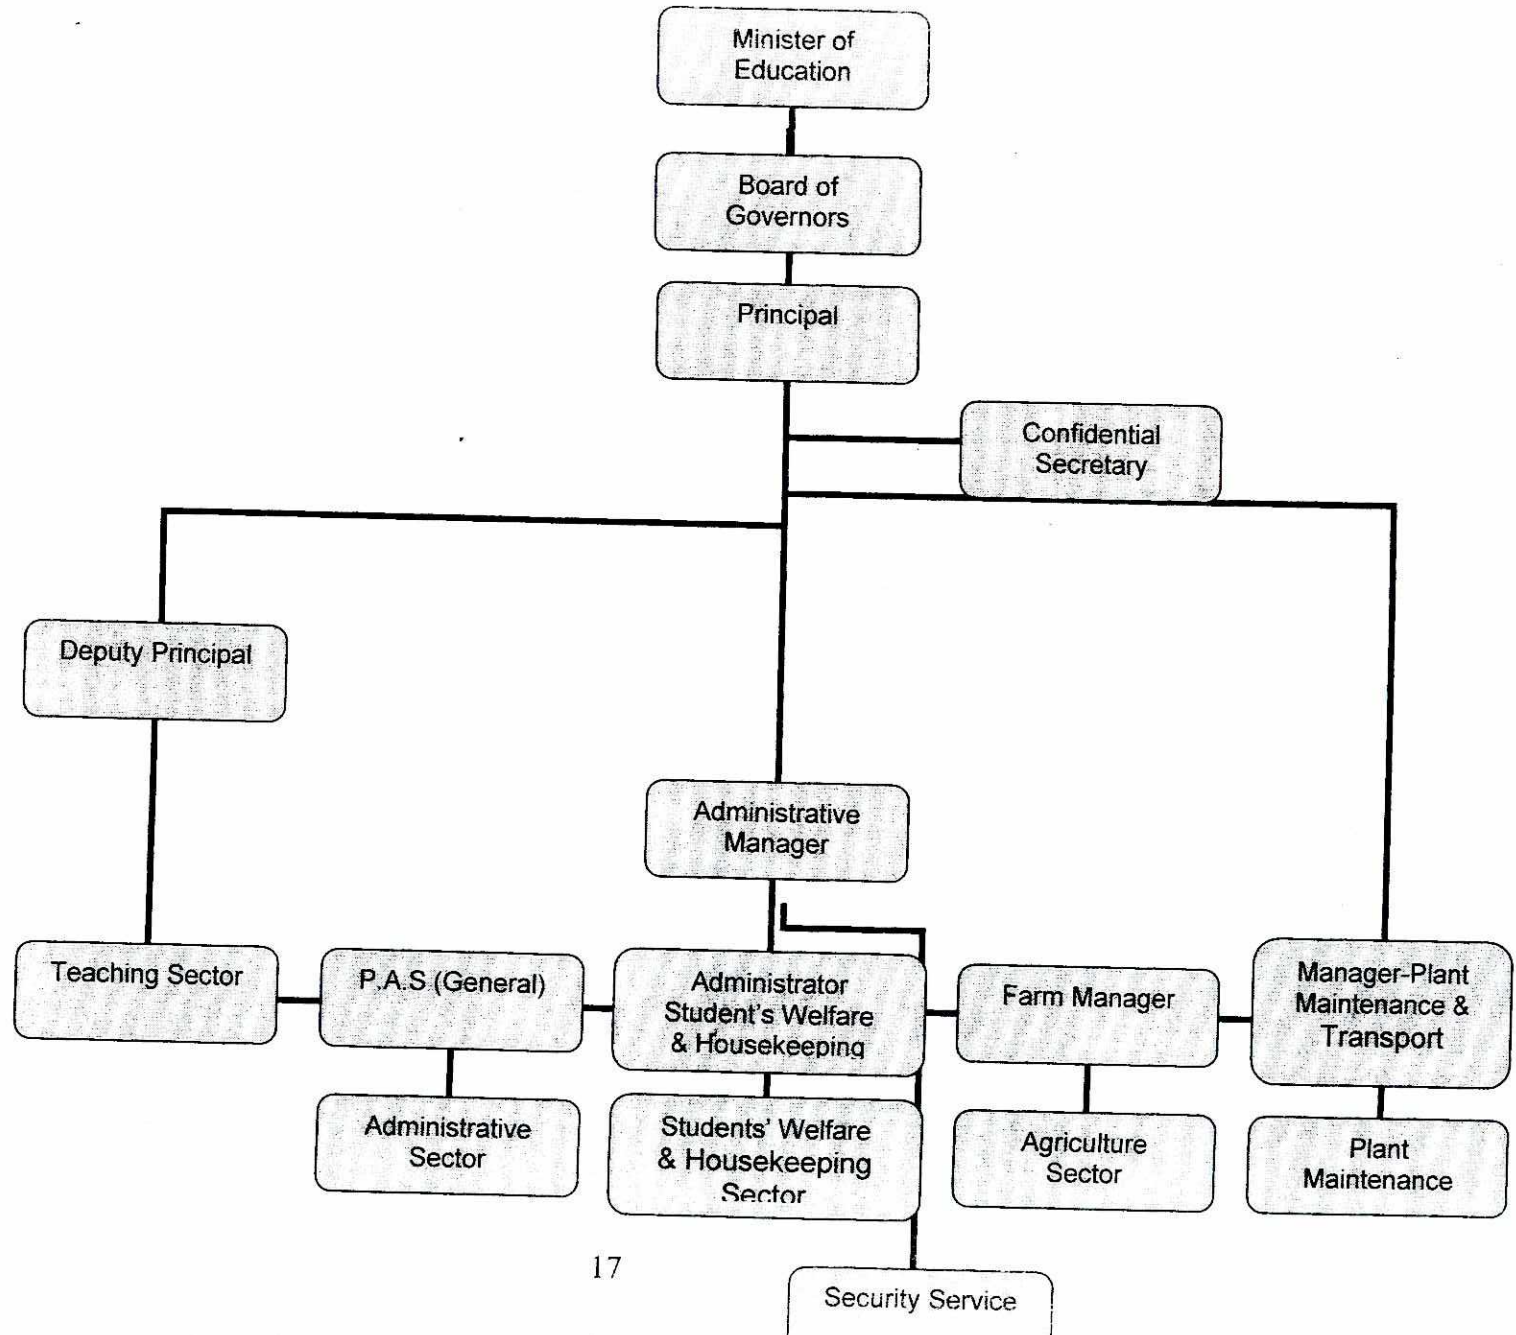 Minister of
Education
Board of
Governors
Principal
Confidential
Secretary
Deputy Principal
Administrative
Manager
Teaching Sector
P.A.S (General)
Administrator
Student's Welfare
& Housekeeping
Farm Manager
Manager-Plant
Maintenance &
Transport
Administrative
Sector
Students' Welfare
& Housekeeping
Sector
Agriculture
Sector
Plant
Maintenance
17
Security Service